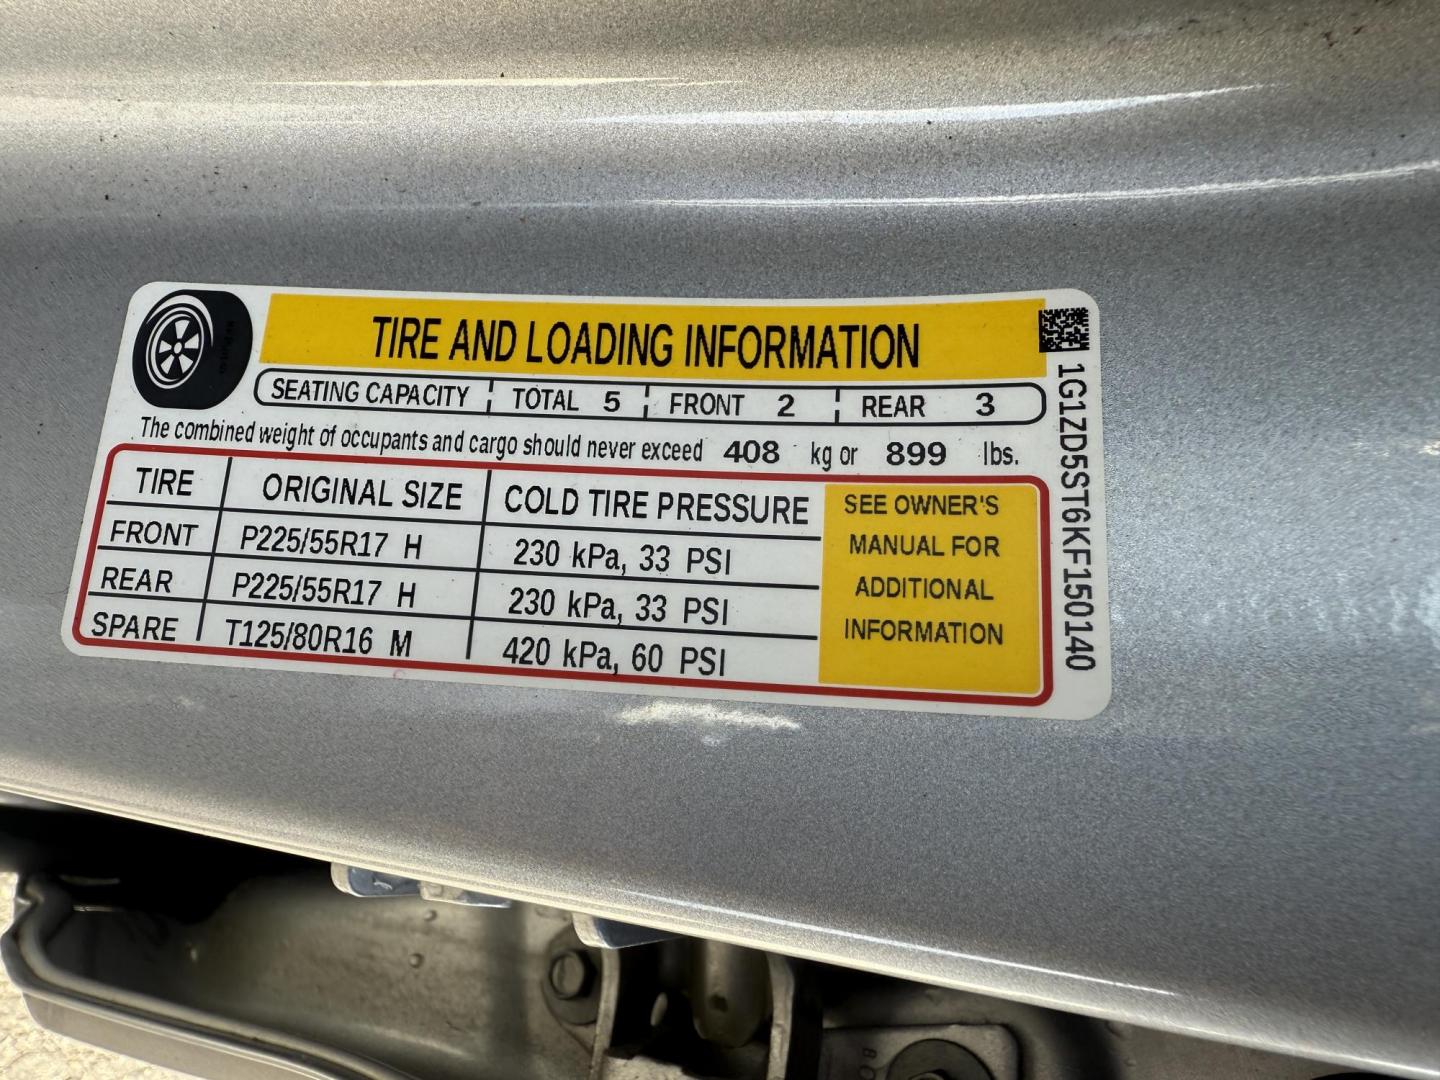 TIRE AND LOADING INFORMATION
SEATING CAPACITY TOTAL 5 FRONT 2 REAR 3
The combined weight of occupants and cargo should never exceed 408 kg or 899 lbs.
TIRE ORIGINAL SIZE COLD TIRE PRESSURE
FRONT P225/55R17 H 230 kPa, 33 PSI
REAR P225/55R17 H 230 kPa, 33 PSI
SPARE T125/80R16 M 420 kPa, 60 PSI
SEE OWNER'S
MANUAL FOR
ADDITIONAL
INFORMATION
1G1ZD5ST6KF150140